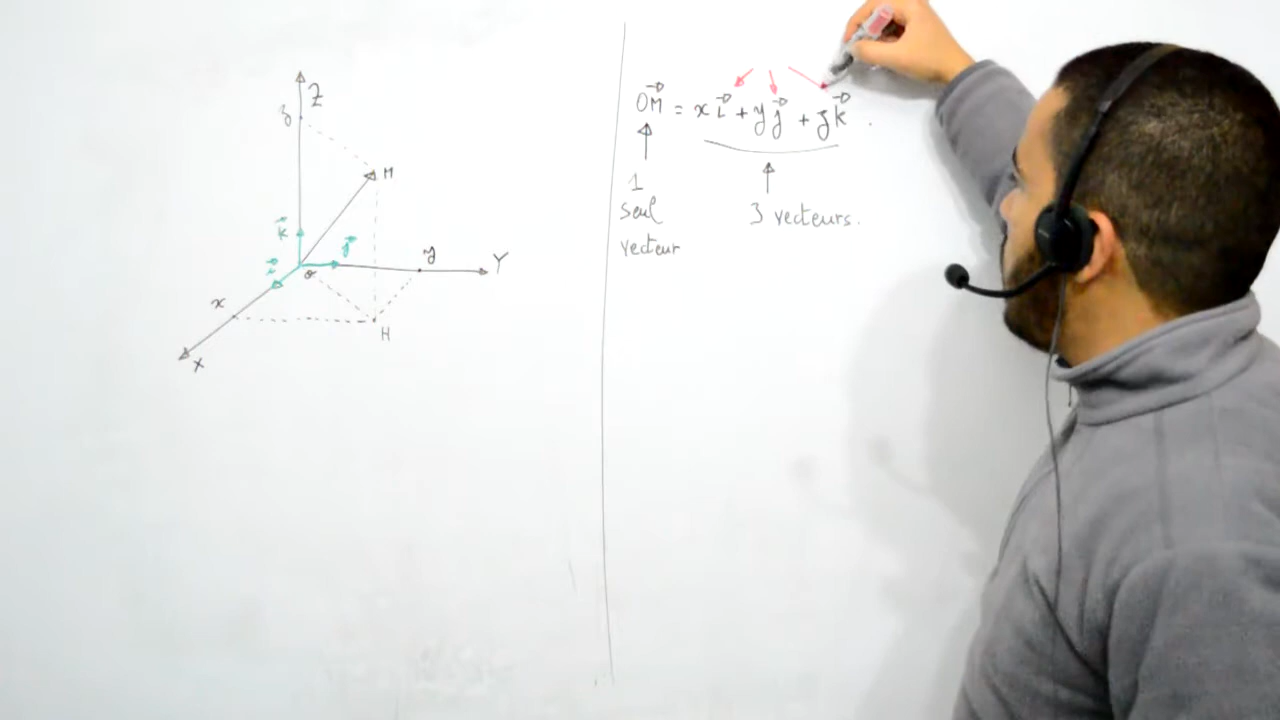 Z
z
M
k⃗
i⃗
j⃗
o
y
Y
x
H
X
OM⃗ = x i⃗ + y j⃗ + z k⃗ .
1
seul
vecteur
3 vecteurs.